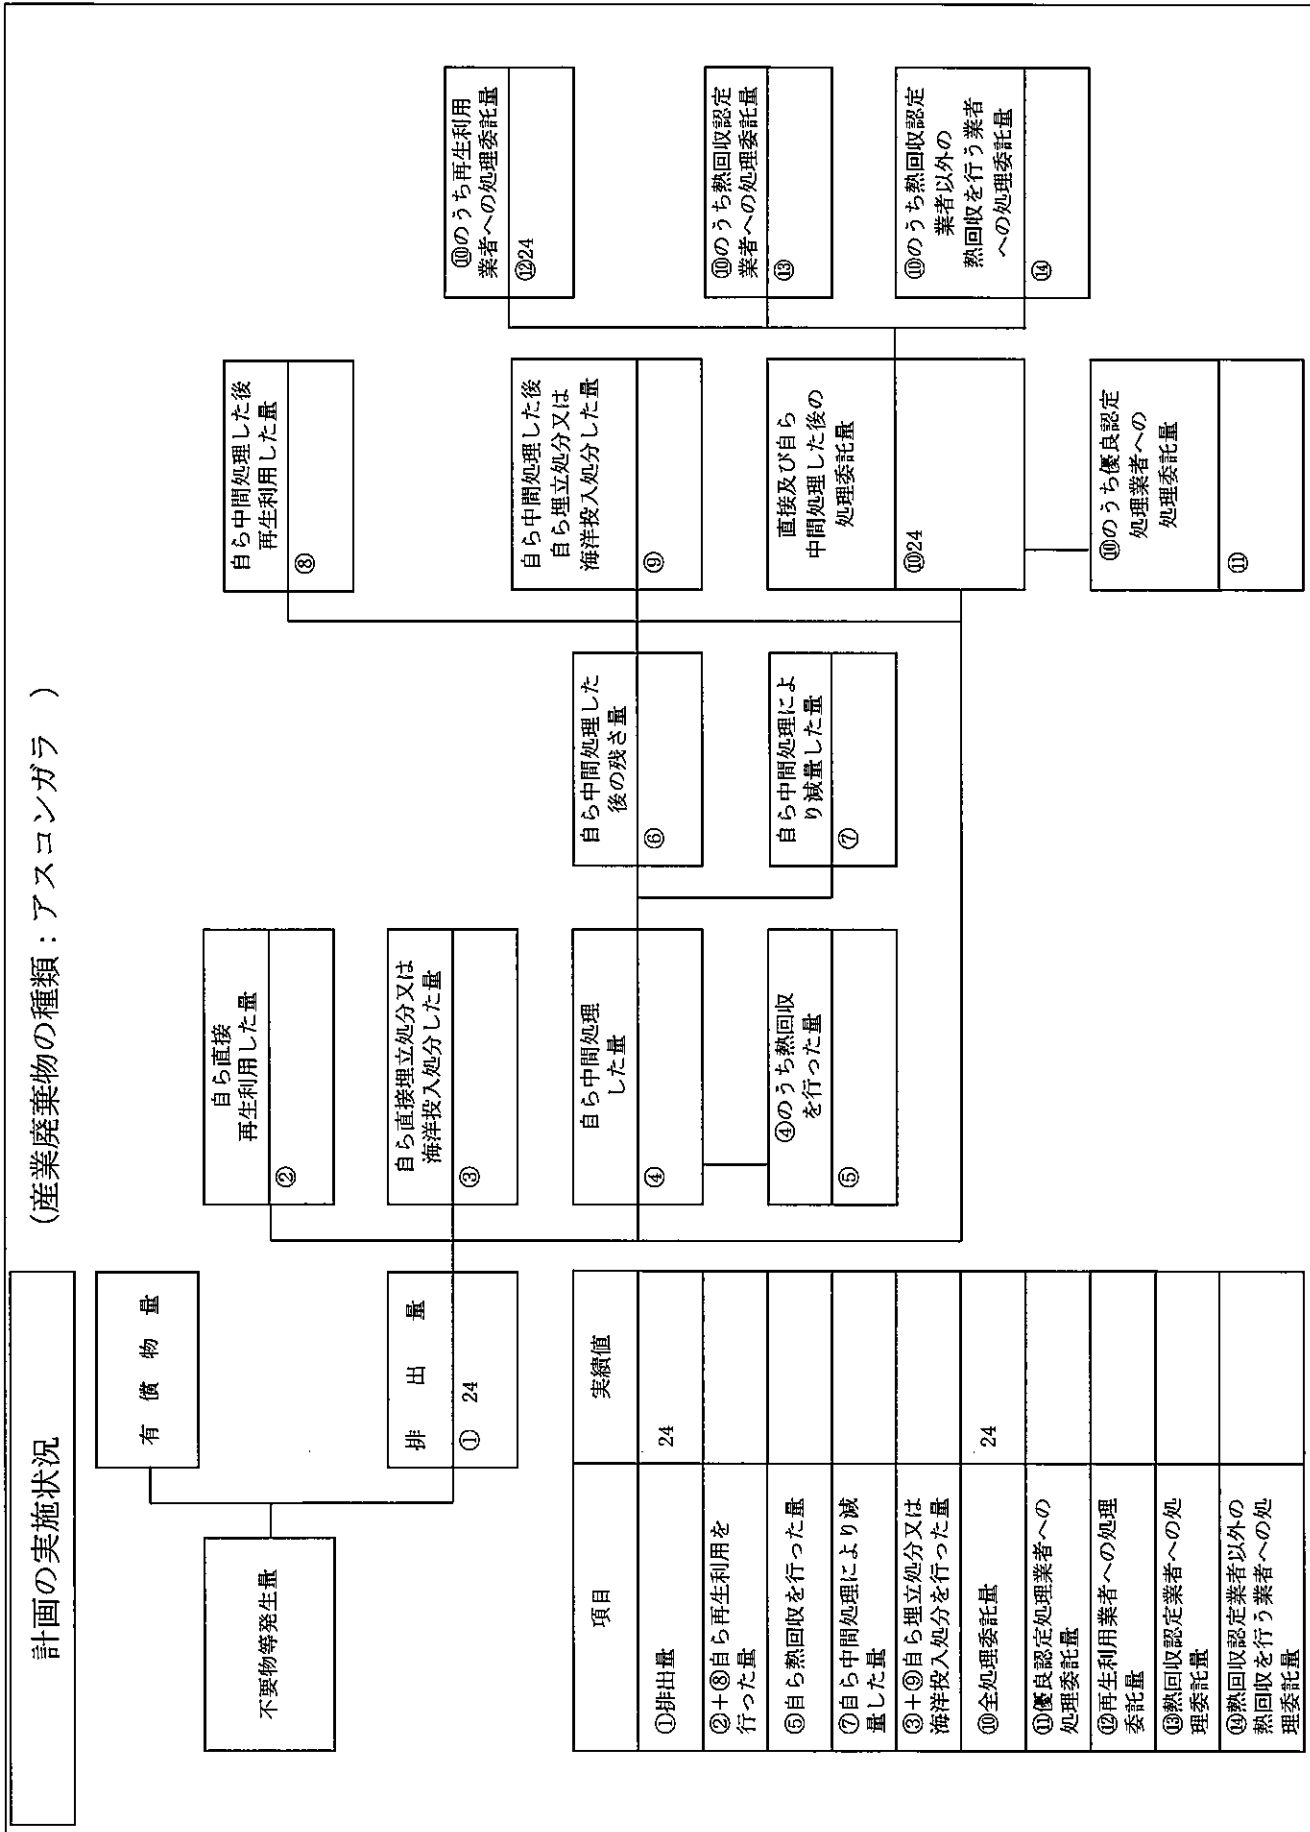 計画の実施状況
(産業廃棄物の種類：アスコンガラ　)
不要物等発生量
有償物量
排出量
① 24
自ら直接
再生利用した量
②
自ら直接埋立処分又は
海洋投入処分した量
③
自ら中間処理
した量
④
④のうち熱回収
を行った量
⑤
自ら中間処理した
後の残さ量
⑥
自ら中間処理によ
り減量した量
⑦
自ら中間処理した後
再生利用した量
⑧
自ら中間処理した後
自ら埋立処分又は
海洋投入処分した量
⑨
直接及び自ら
中間処理した後の
処理委託量
⑩24
⑩のうち優良認定
処理業者への
処理委託量
⑪
⑩のうち再生利用
業者への処理委託量
⑫24
⑩のうち熱回収認定
業者への処理委託量
⑬
⑩のうち熱回収認定
業者以外の
熱回収を行う業者
への処理委託量
⑭
項目 実績値
①排出量 24
②＋⑧自ら再生利用を
行った量
⑤自ら熱回収を行った量
⑦自ら中間処理により減
量した量
③＋⑨自ら埋立処分又は
海洋投入処分を行った量
⑩全処理委託量 24
⑪優良認定処理業者への
処理委託量
⑫再生利用業者への処理
委託量
⑬熱回収認定業者への処
理委託量
⑭熱回収認定業者以外の
熱回収を行う業者への処
理委託量